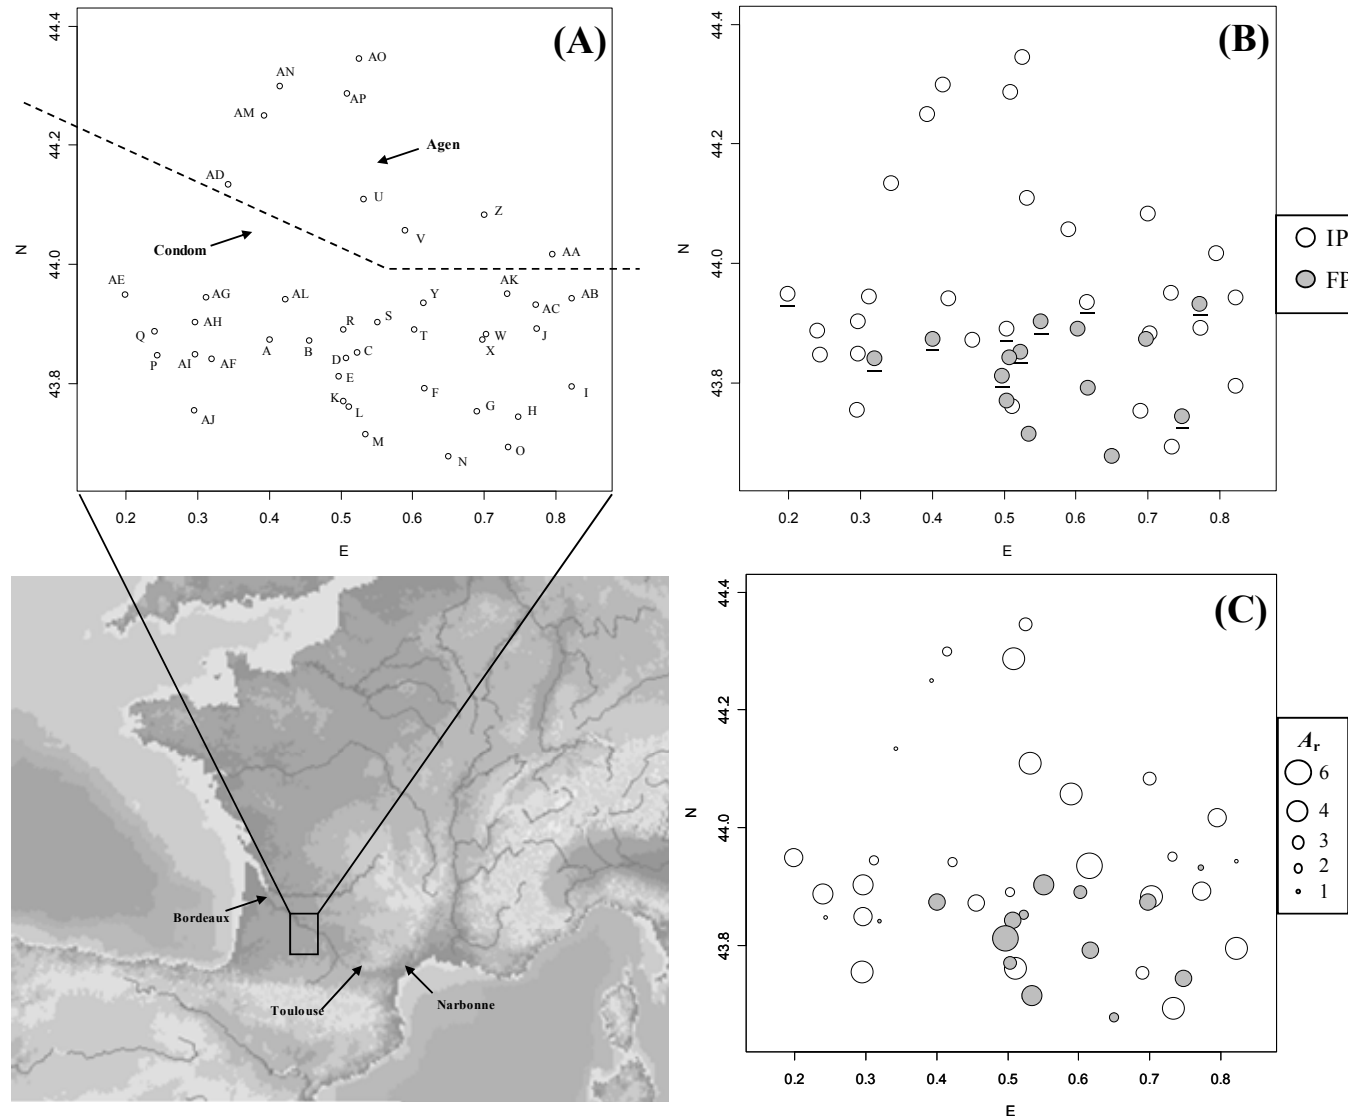 (A)
44.4
44.2
44.0
43.8
N
AO
AN
AP
AM
Agen
AD
U
Z
V
Condom
AA
AE
AG
AL
Y
AK
AB
AC
AH
R
S
Q
T
W
J
A
B
D
C
X
P
AI
AF
E
F
I
K
L
G
H
AJ
M
N
O
0.2 0.3 0.4 0.5 0.6 0.7 0.8
E
(B)
44.4
44.2
44.0
43.8
N
IP
FP
0.2 0.3 0.4 0.5 0.6 0.7 0.8
E
Bordeaux
Toulouse
Narbonne
(C)
44.4
44.2
44.0
43.8
N
Ar
6
4
3
2
1
0.2 0.3 0.4 0.5 0.6 0.7 0.8
E